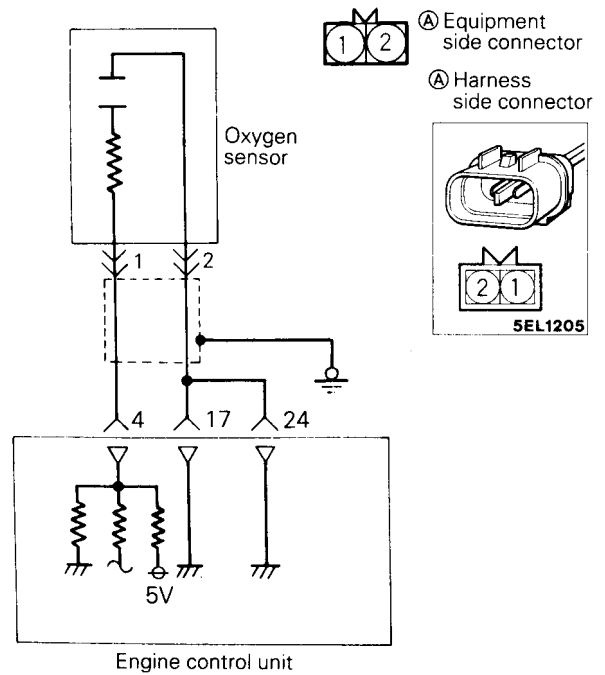 Ⓐ Equipment
side connector
1 2
Ⓐ Harness
side connector
2 1
5EL1205
Oxygen
sensor
1 2
4 17 24
5V
Engine control unit